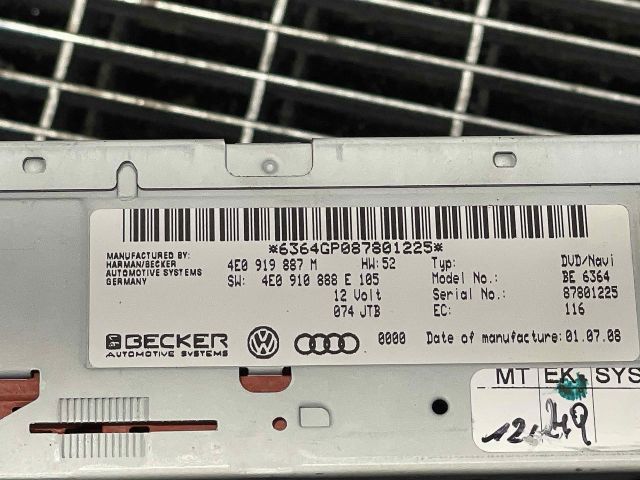 *6364GP087801225*
MANUFACTURED BY:
HARMAN/BECKER
AUTOMOTIVE SYSTEMS
GERMANY
4E0 919 887 M HW:52
SW: 4E0 910 888 E 105
12 Volt
074 JTB
Typ: DVD/Navi
Model No.: BE 6364
Serial No.: 87801225
EC: 116
BECKER
AUTOMOTIVE SYSTEMS
0000 Date of manufacture: 01.07.08
MT EK SYS